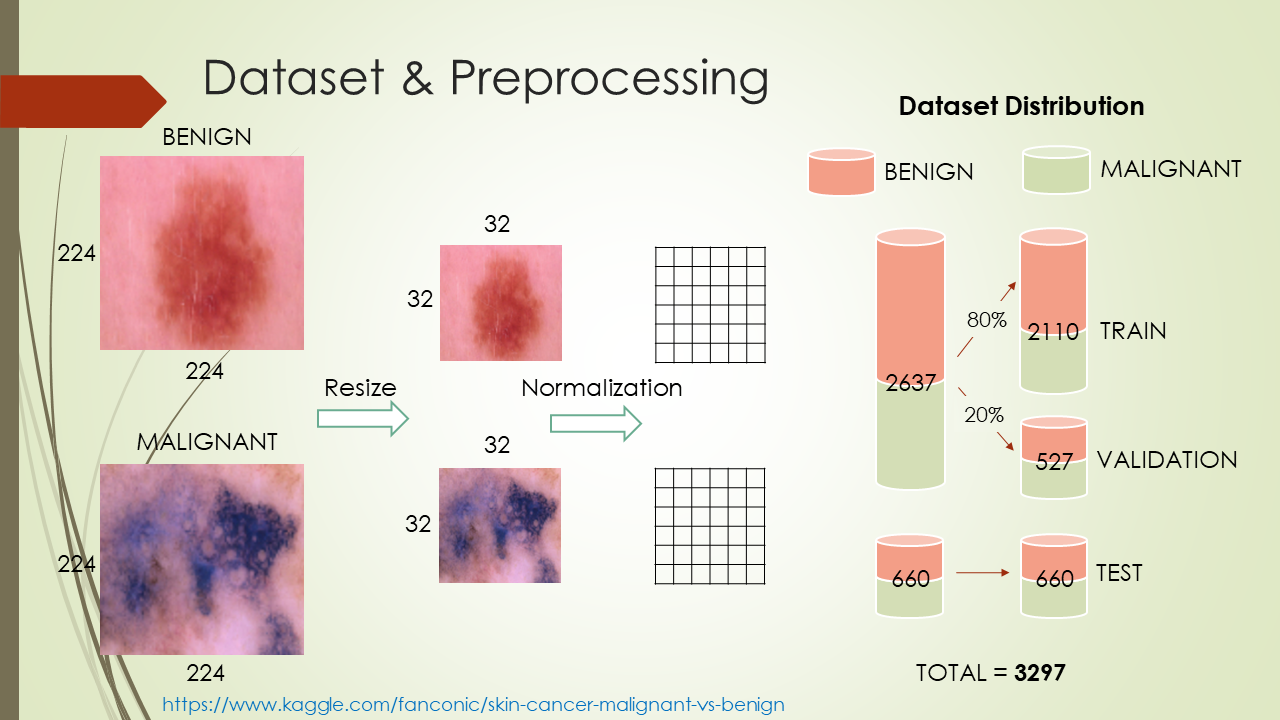 Dataset & Preprocessing
BENIGN
224
224
MALIGNANT
224
224
Resize
32
32
32
32
Normalization
Dataset Distribution
BENIGN
MALIGNANT
2637
80%
20%
2110
TRAIN
527
VALIDATION
660
660
TEST
TOTAL = 3297
https://www.kaggle.com/fanconic/skin-cancer-malignant-vs-benign